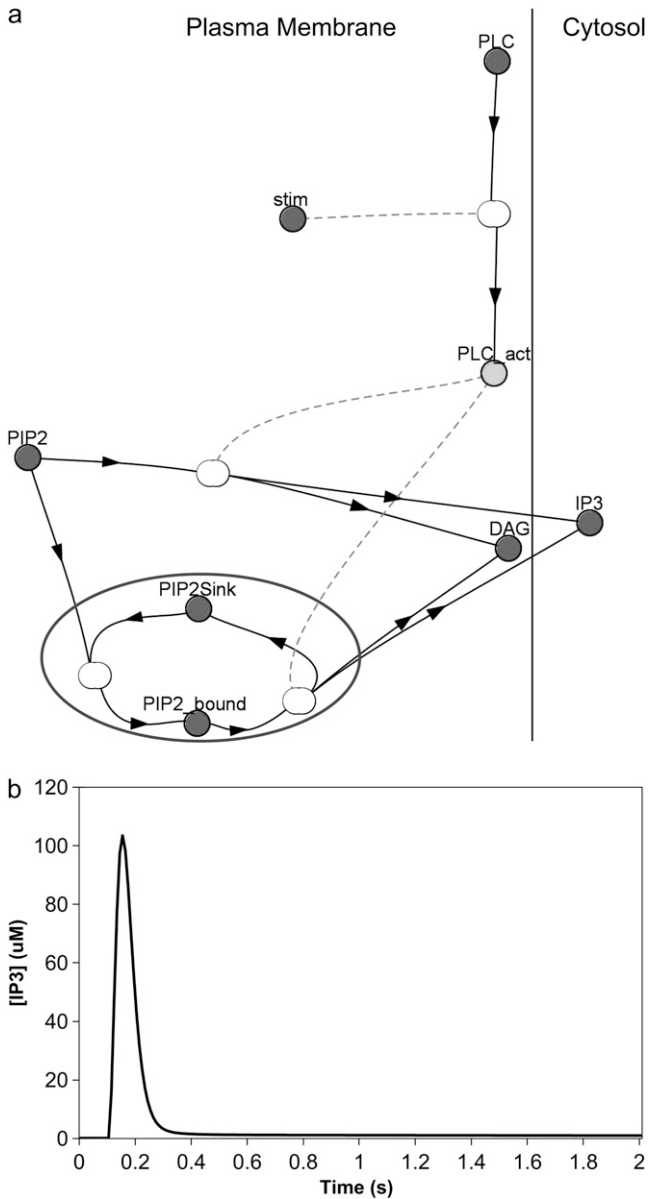 a
Plasma Membrane
Cytosol
PLC
stim
PLC_act
PIP2
IP3
DAG
PIP2Sink
PIP2_bound
b
120
100
80
60
40
20
0
[IP3] (uM)
0 0.2 0.4 0.6 0.8 1 1.2 1.4 1.6 1.8 2
Time (s)